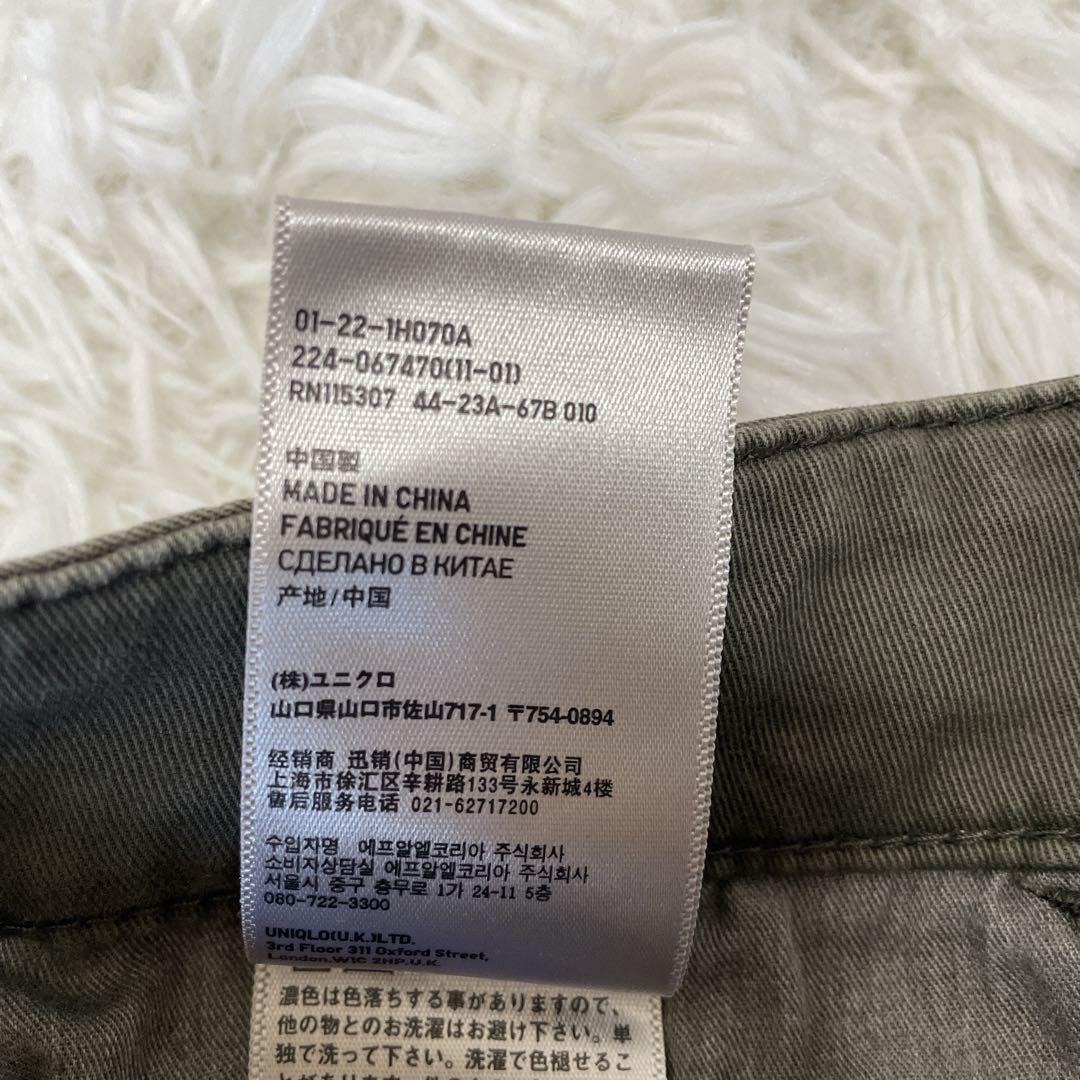 01-22-1H070A
224-067470(11-01)
RN115307 44-23A-67B 010
中国製
MADE IN CHINA
FABRIQUÉ EN CHINE
СДЕЛАНО В КИТАЕ
产地/中国
(株)ユニクロ
山口県山口市佐山717-1 〒754-0894
经销商 迅销(中国)商贸有限公司
上海市徐汇区辛耕路133号永新城4楼
售后服务电话 021-62717200
수입자명 에프알엘코리아 주식회사
소비자상담실 에프알엘코리아 주식회사
서울시 중구 충무로 1가 24-11 5층
080-722-3300
UNIQLO(U.K.)LTD.
3rd Floor 311 Oxford Street,
London.W1C 2HP.U.K.
濃色は色落ちする事がありますので、
他の物とのお洗濯はお避け下さい。単
独で洗って下さい。洗濯で色褪せるこ